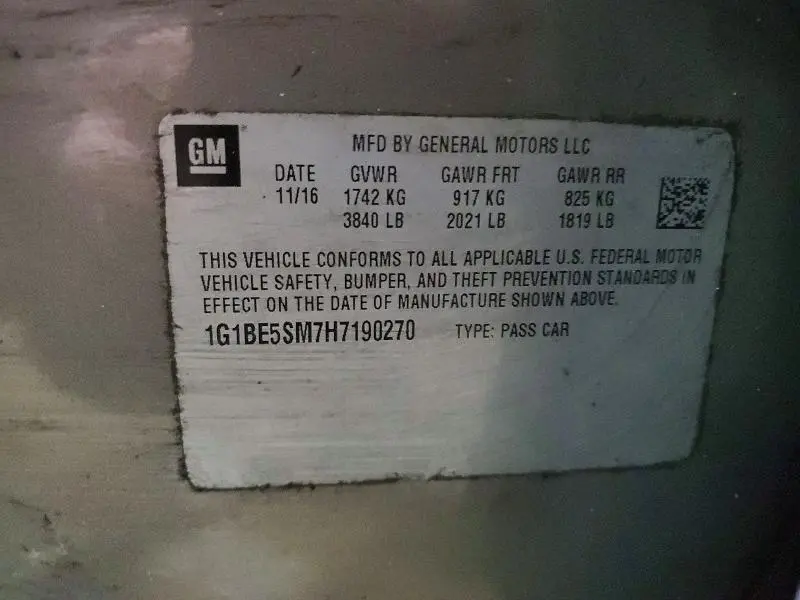 GM
MFD BY GENERAL MOTORS LLC
DATE GVWR GAWR FRT GAWR RR
11/16 1742 KG 917 KG 825 KG
3840 LB 2021 LB 1819 LB
THIS VEHICLE CONFORMS TO ALL APPLICABLE U.S. FEDERAL MOTOR
VEHICLE SAFETY, BUMPER, AND THEFT PREVENTION STANDARDS IN
EFFECT ON THE DATE OF MANUFACTURE SHOWN ABOVE.
1G1BE5SM7H7190270 TYPE: PASS CAR